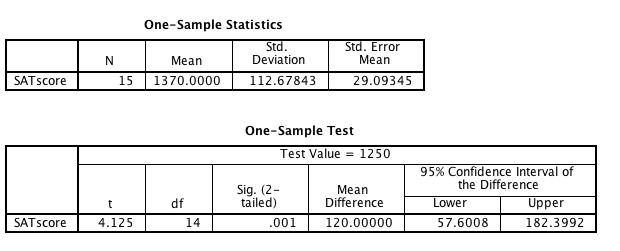 One-Sample Statistics
N Mean Std. Deviation Std. Error Mean
SATscore 15 1370.0000 112.67843 29.09345
One-Sample Test
Test Value = 1250
t df Sig. (2-tailed) Mean Difference 95% Confidence Interval of the Difference
Lower Upper
SATscore 4.125 14 .001 120.00000 57.6008 182.3992